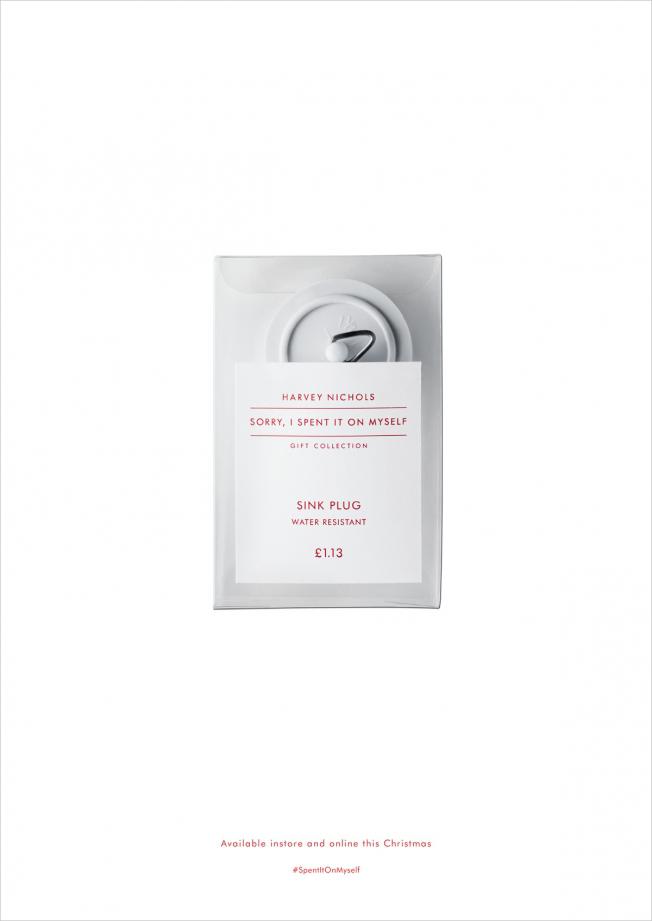 HARVEY NICHOLS
SORRY, I SPENT IT ON MYSELF
GIFT COLLECTION
SINK PLUG
WATER RESISTANT
£1.13
Available instore and online this Christmas
#SpentItOnMyself